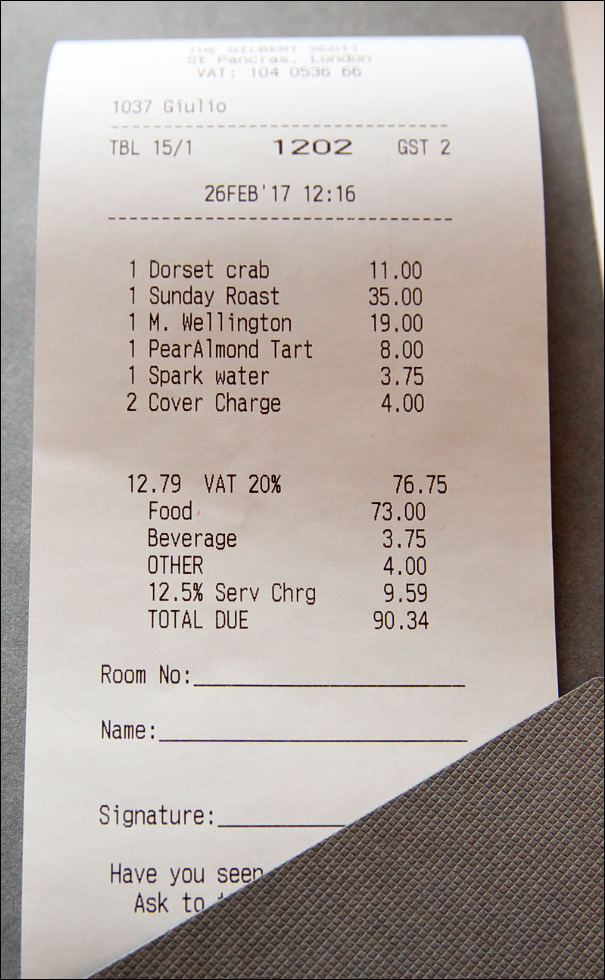 THE GILBERT SCOTT
St Pancras, London
VAT: 104 0536 66
1037 Giulio
TBL 15/1 1202 GST 2
26FEB'17 12:16
1 Dorset crab 11.00
1 Sunday Roast 35.00
1 M. Wellington 19.00
1 PearAlmond Tart 8.00
1 Spark water 3.75
2 Cover Charge 4.00
12.79 VAT 20% 76.75
Food 73.00
Beverage 3.75
OTHER 4.00
12.5% Serv Chrg 9.59
TOTAL DUE 90.34
Room No:
Name:
Signature:
Have you seen
Ask to